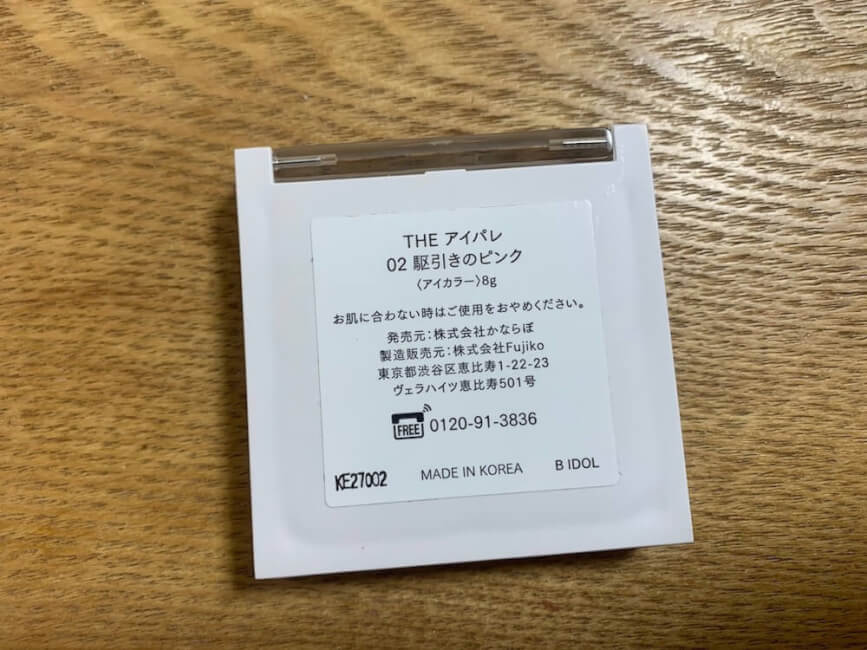 THE アイパレ
02 駆引きのピンク
〈アイカラー〉8g
お肌に合わない時はご使用をおやめください。
発売元:株式会社かならぼ
製造販売元:株式会社Fujiko
東京都渋谷区恵比寿1-22-23
ヴェラハイツ恵比寿501号
FREE 0120-91-3836
KE27002 MADE IN KOREA B IDOL